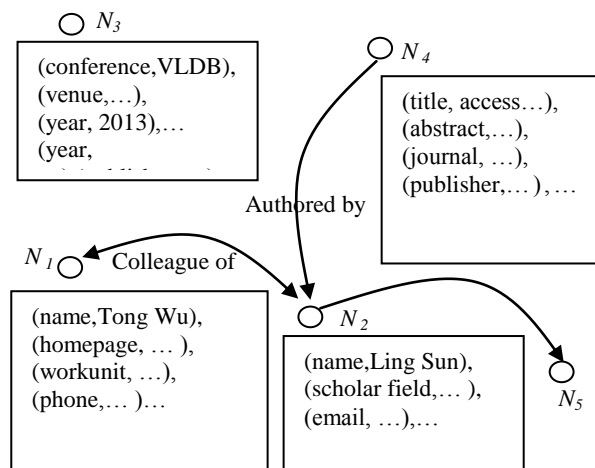 N3
(conference,VLDB),
(venue,…),
(year, 2013),…
(year,
N4
(title, access…),
(abstract,…),
(journal, …),
(publisher,… ), …
Authored by
N1
Colleague of
(name,Tong Wu),
(homepage, … ),
(workunit, …),
(phone,… )…
N2
(name,Ling Sun),
(scholar field,… ),
(email, …),…
N5